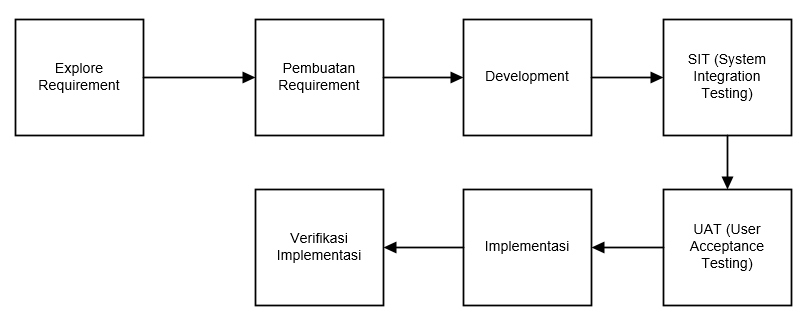 Explore
Requirement
Pembuatan
Requirement
Development
SIT (System
Integration
Testing)
UAT (User
Acceptance
Testing)
Implementasi
Verifikasi
Implementasi